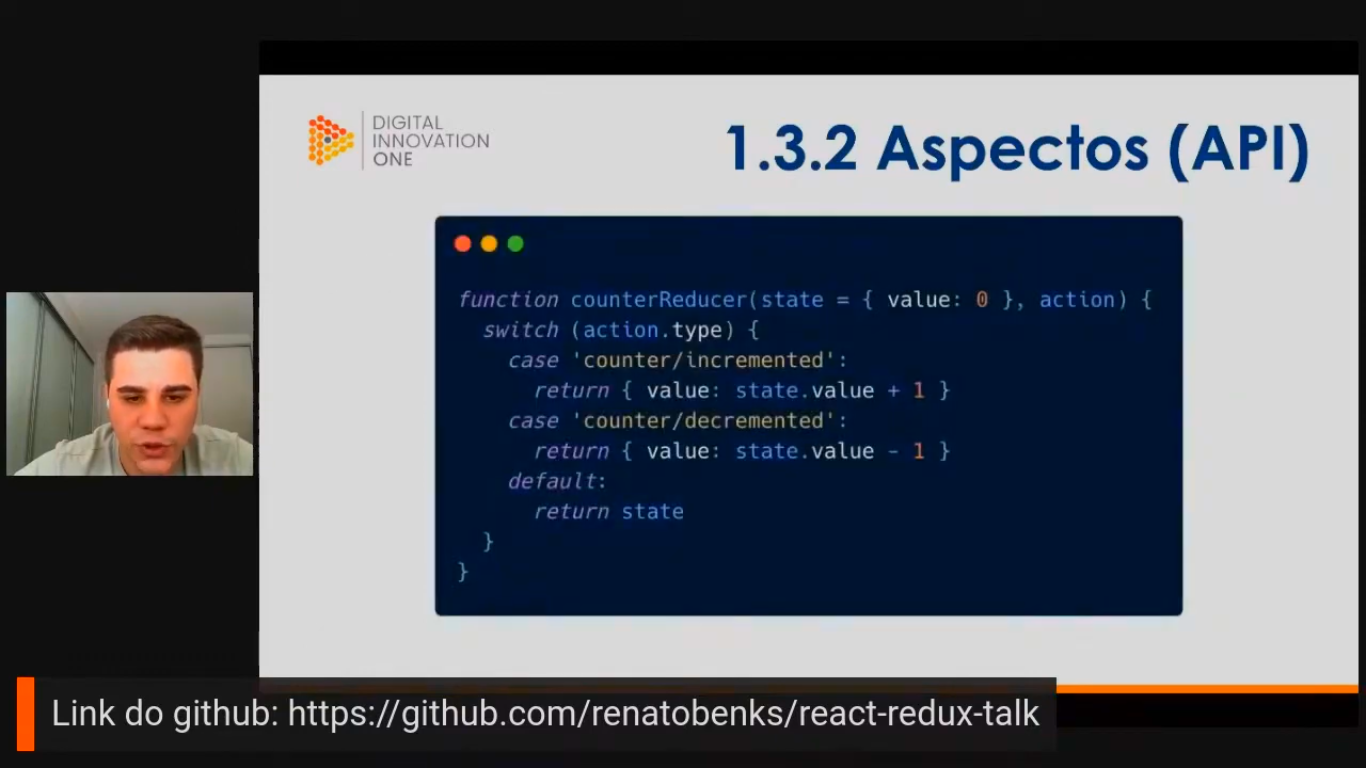 DIGITAL
INNOVATION
ONE
1.3.2 Aspectos (API)
function counterReducer(state = { value: 0 }, action) {
switch (action.type) {
case 'counter/incremented':
return { value: state.value + 1 }
case 'counter/decremented':
return { value: state.value - 1 }
default:
return state
}
}
Link do github: https://github.com/renatobenks/react-redux-talk